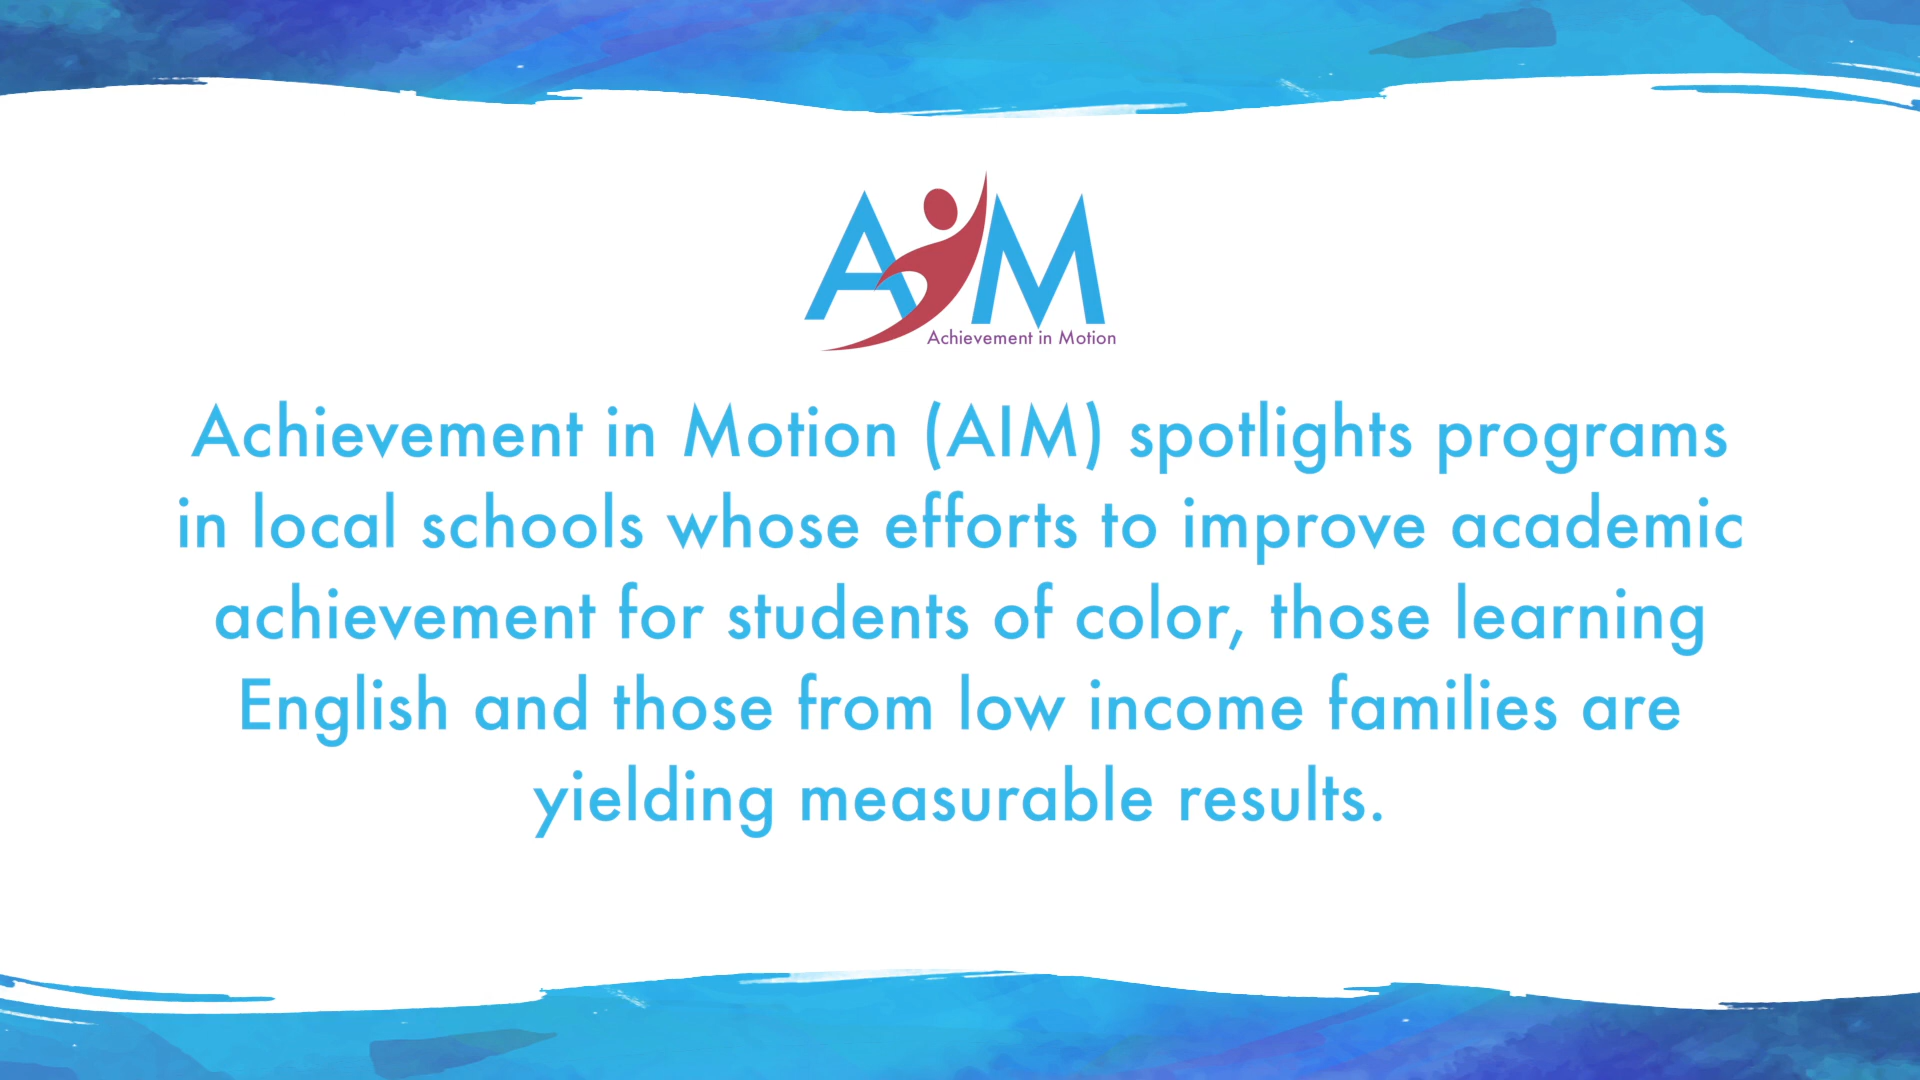 AIM
Achievement in Motion
Achievement in Motion (AIM) spotlights programs
in local schools whose efforts to improve academic
achievement for students of color, those learning
English and those from low income families are
yielding measurable results.